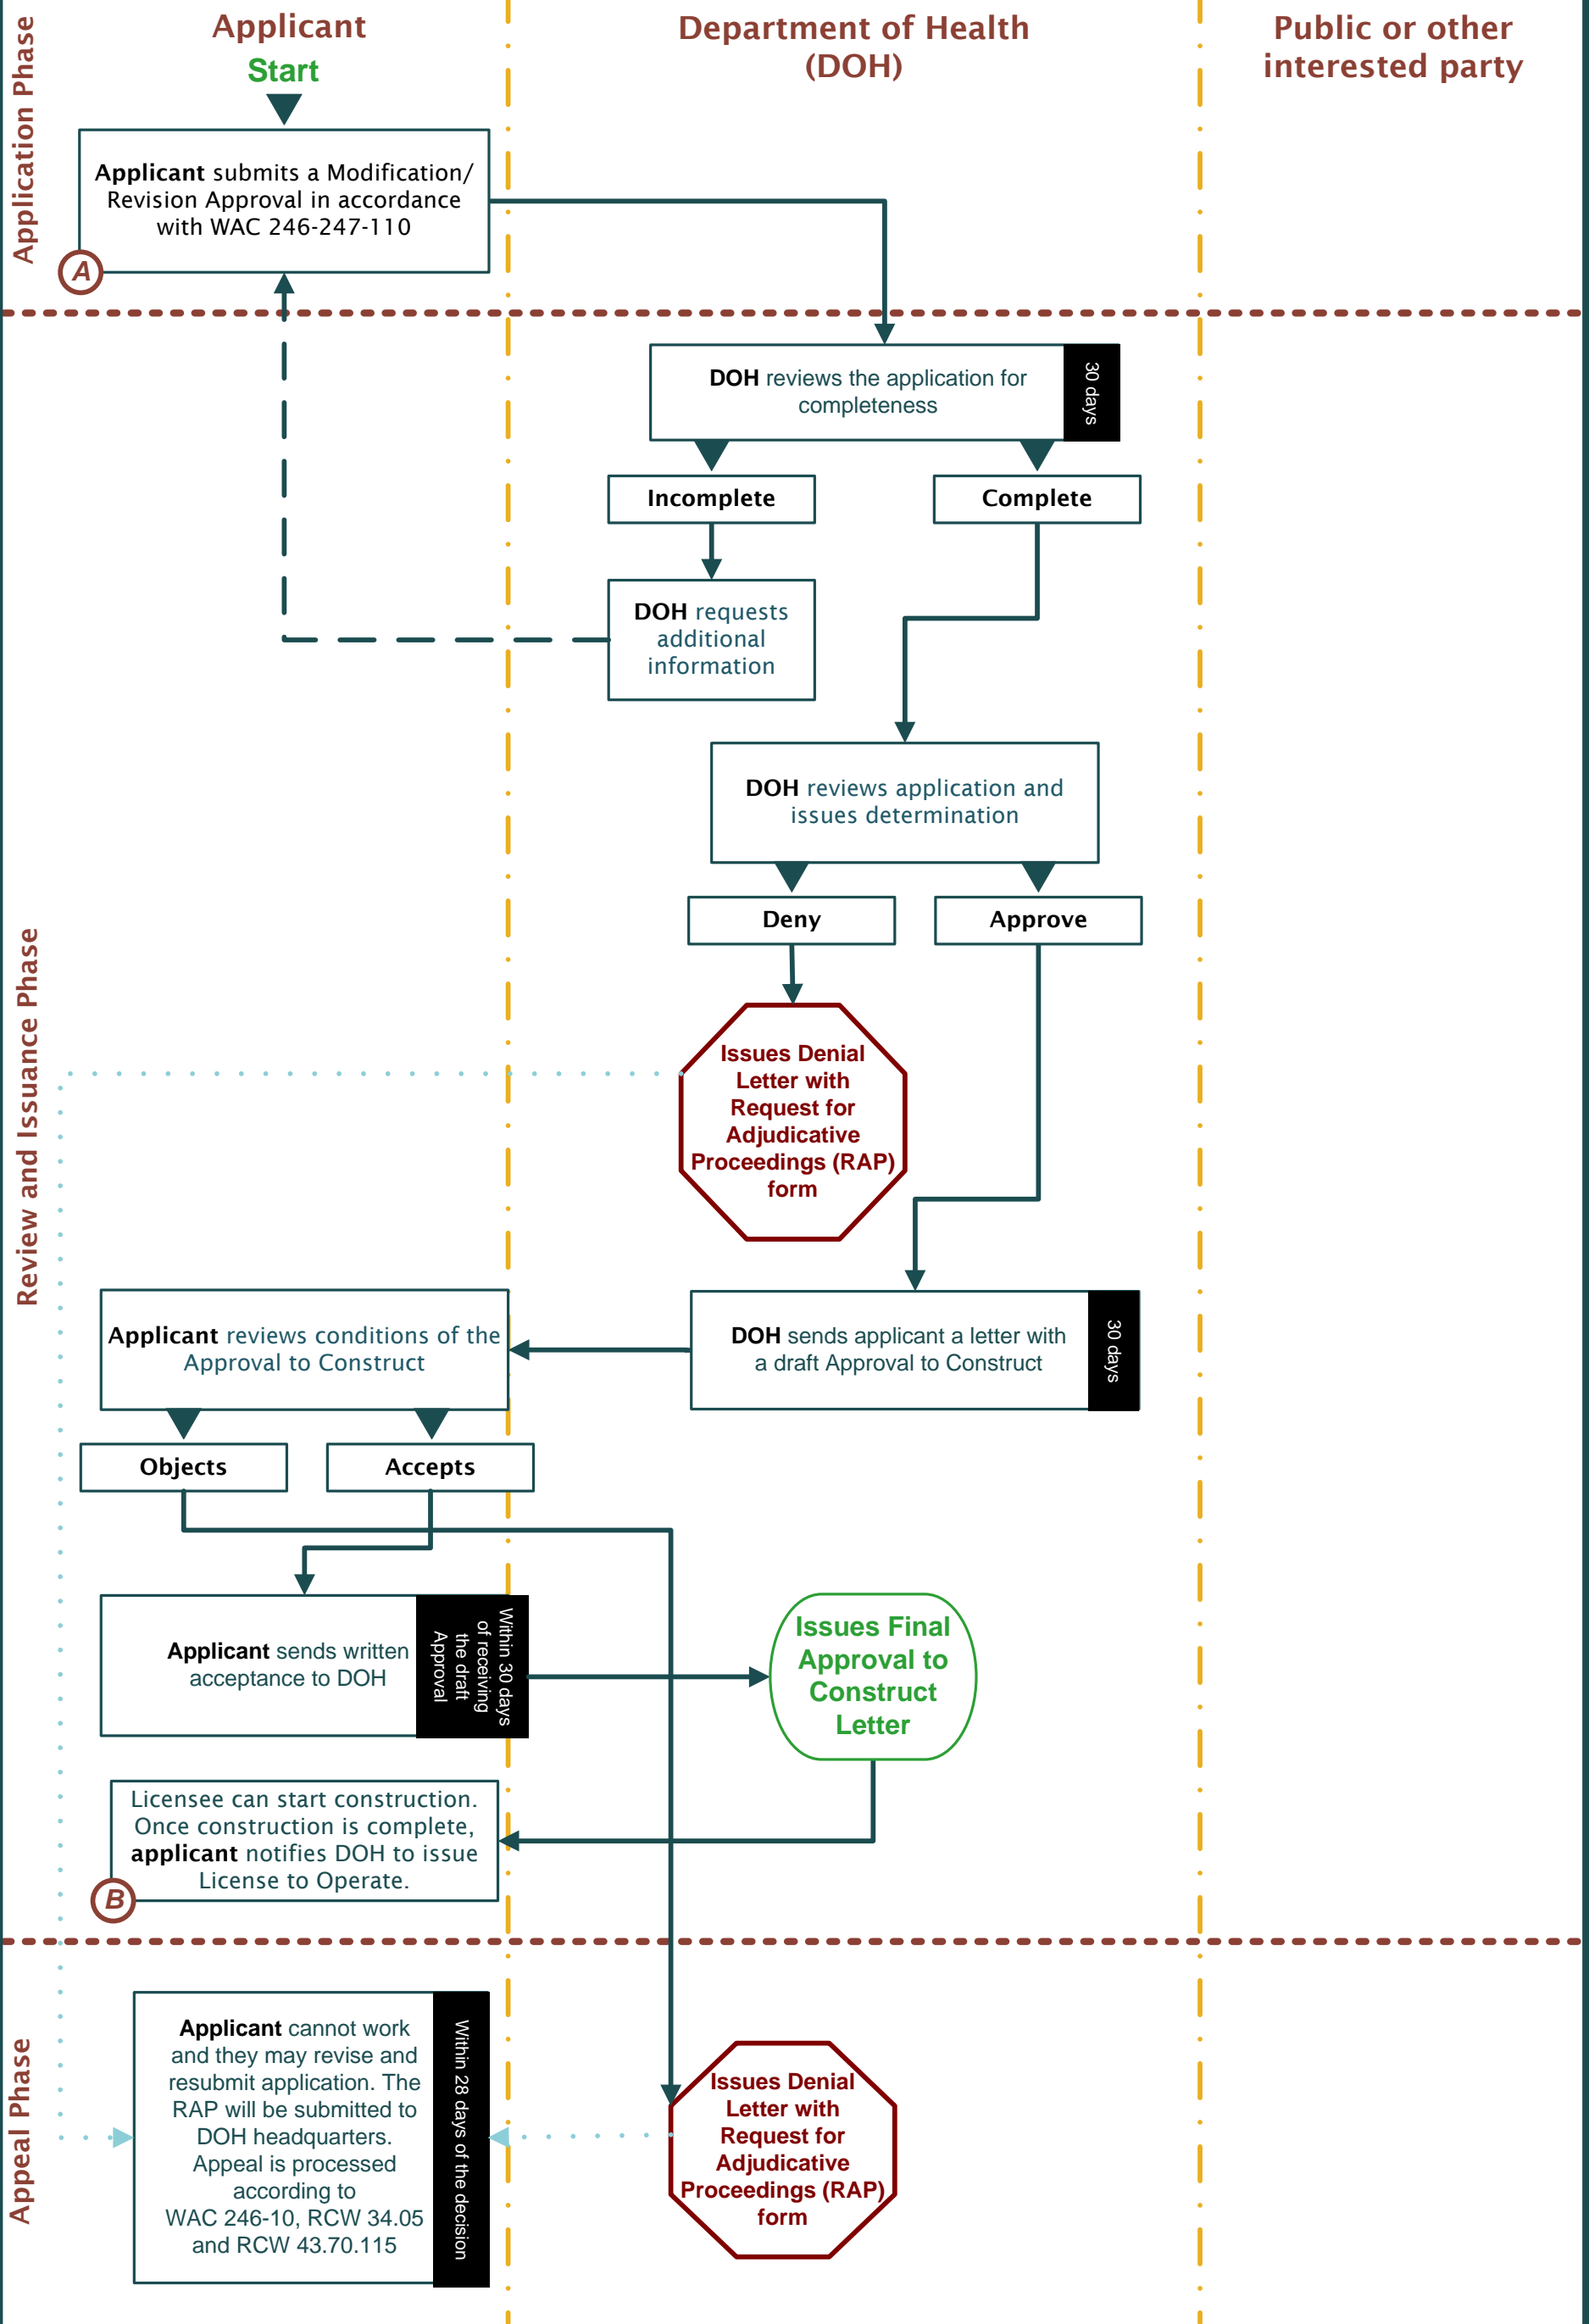 Applicant
Department of Health
(DOH)
Public or other
interested party
Application Phase
Start
Applicant submits a Modification/
Revision Approval in accordance
with WAC 246-247-110
A
Review and Issuance Phase
DOH reviews the application for
completeness
30 days
Incomplete
Complete
DOH requests
additional
information
DOH reviews application and
issues determination
Deny
Approve
Issues Denial
Letter with
Request for
Adjudicative
Proceedings (RAP)
form
DOH sends applicant a letter with
a draft Approval to Construct
30 days
Applicant reviews conditions of the
Approval to Construct
Objects
Accepts
Applicant sends written
acceptance to DOH
Within 30 days
of receiving
the draft
Approval
Issues Final
Approval to
Construct
Letter
Licensee can start construction.
Once construction is complete,
applicant notifies DOH to issue
License to Operate.
B
Appeal Phase
Applicant cannot work
and they may revise and
resubmit application. The
RAP will be submitted to
DOH headquarters.
Appeal is processed
according to
WAC 246-10, RCW 34.05
and RCW 43.70.115
Within 28 days of the decision
Issues Denial
Letter with
Request for
Adjudicative
Proceedings (RAP)
form